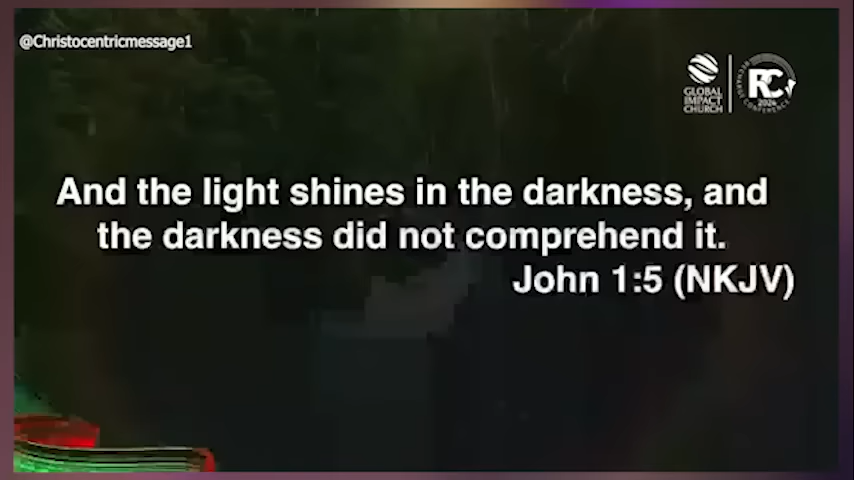 @Christocentricmessage1
GLOBAL
IMPACT
CHURCH
RC
2024
CONFERENCE
And the light shines in the darkness, and
the darkness did not comprehend it.
John 1:5 (NKJV)